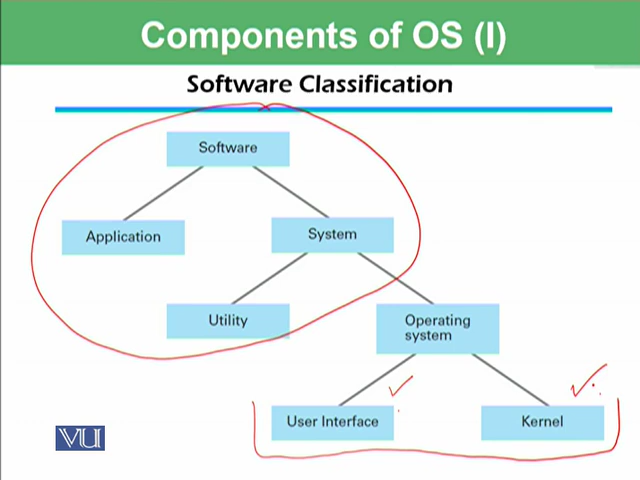 Components of OS (I)
Software Classification
Software
Application
System
Utility
Operating
system
User Interface
Kernel
VU